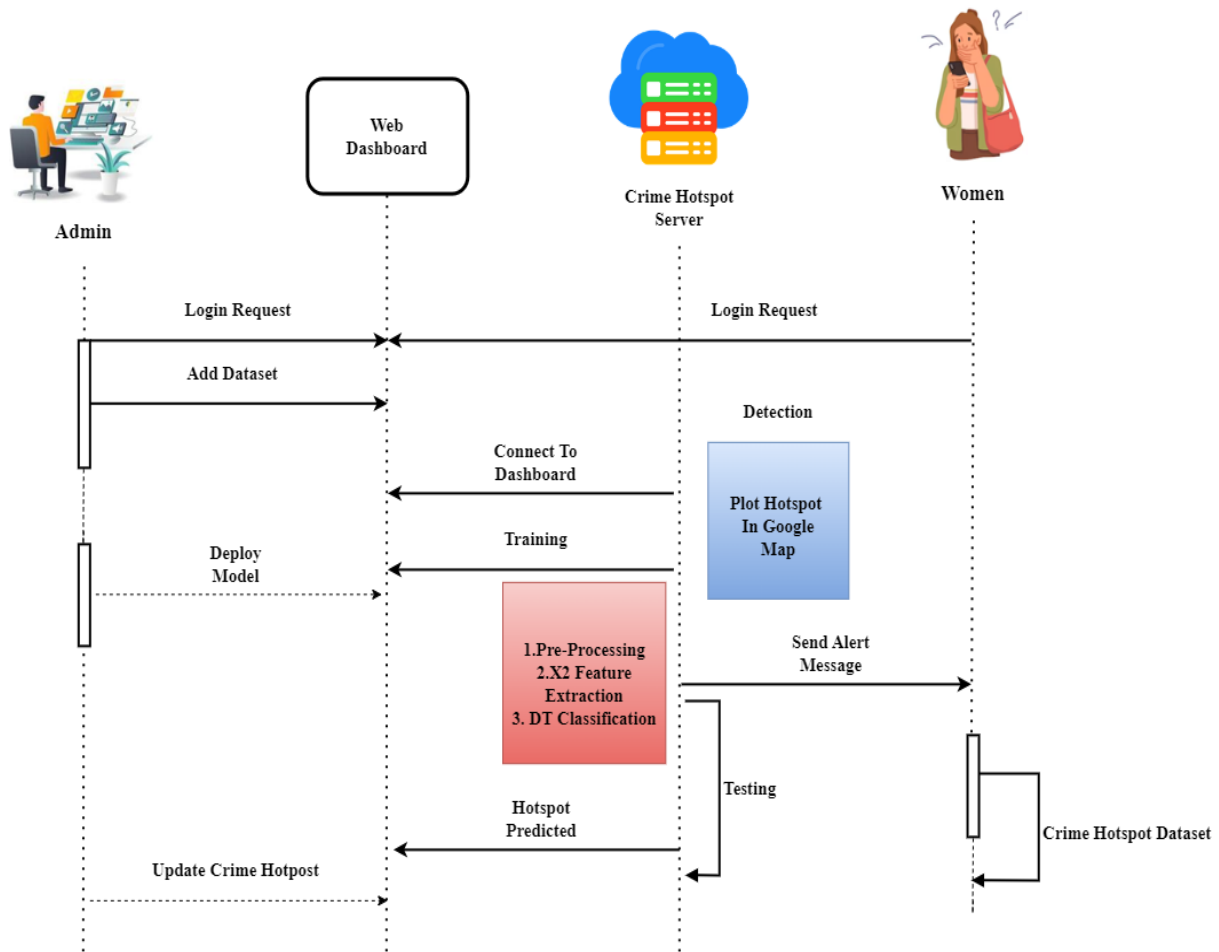 Web
Dashboard
Crime Hotspot
Server
Women
Admin
Login Request
Login Request
Add Dataset
Detection
Connect To
Dashboard
Plot Hotspot
In Google
Map
Training
Deploy
Model
1.Pre-Processing
2.X2 Feature
Extraction
3. DT Classification
Send Alert
Message
Testing
Hotspot
Predicted
Crime Hotspot Dataset
Update Crime Hotpost